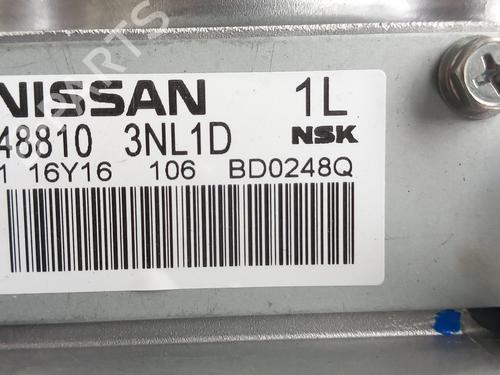 NISSAN 1L
48810 3NL1D NSK
1 16Y16 106 BD0248Q